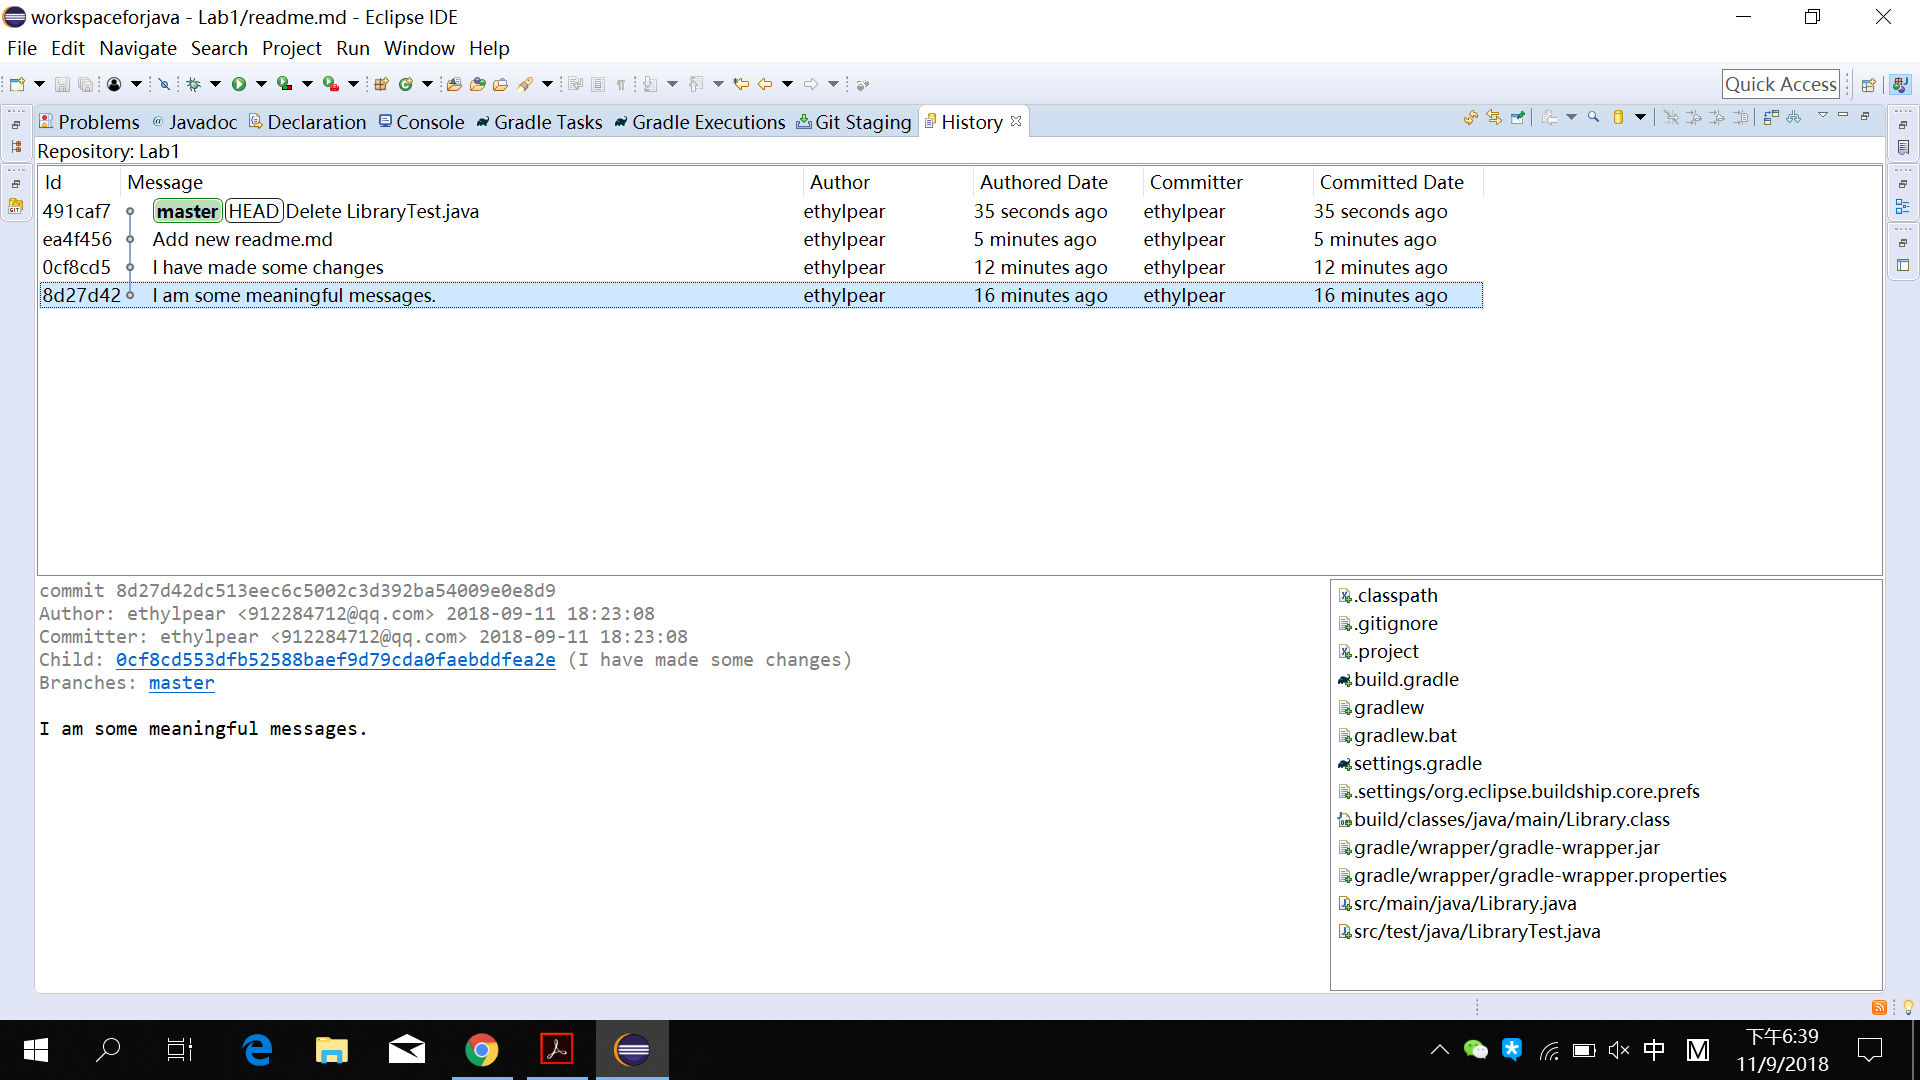 workspaceforjava - Lab1/readme.md - Eclipse IDE
File Edit Navigate Search Project Run Window Help
Quick Access
Problems Javadoc Declaration Console Gradle Tasks Gradle Executions Git Staging History
Repository: Lab1
Id Message Author Authored Date Committer Committed Date
491caf7 master HEAD Delete LibraryTest.java ethylpear 35 seconds ago ethylpear 35 seconds ago
ea4f456 Add new readme.md ethylpear 5 minutes ago ethylpear 5 minutes ago
0cf8cd5 I have made some changes ethylpear 12 minutes ago ethylpear 12 minutes ago
8d27d42 I am some meaningful messages. ethylpear 16 minutes ago ethylpear 16 minutes ago
commit 8d27d42dc513eec6c5002c3d392ba54009e0e8d9
Author: ethylpear <912284712@qq.com> 2018-09-11 18:23:08
Committer: ethylpear <912284712@qq.com> 2018-09-11 18:23:08
Child: 0cf8cd553dfb52588baef9d79cda0faebddfea2e (I have made some changes)
Branches: master
I am some meaningful messages.
.classpath
.gitignore
.project
build.gradle
gradlew
gradlew.bat
settings.gradle
.settings/org.eclipse.buildship.core.prefs
build/classes/java/main/Library.class
gradle/wrapper/gradle-wrapper.jar
gradle/wrapper/gradle-wrapper.properties
src/main/java/Library.java
src/test/java/LibraryTest.java
中 M
下午6:39
11/9/2018